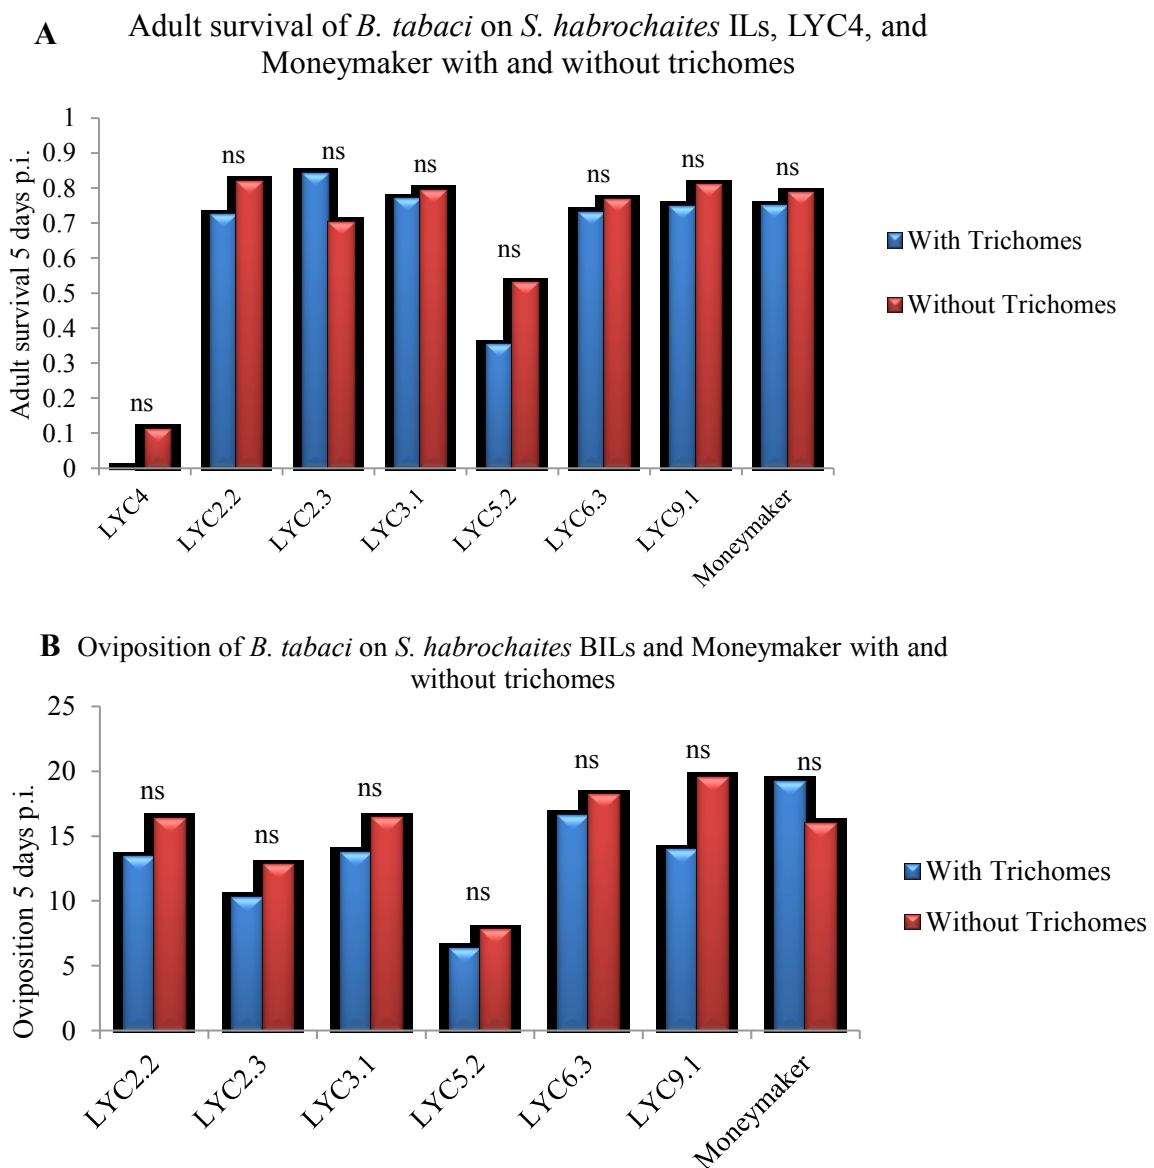 A
Adult survival of B. tabaci on S. habrochaites ILs, LYC4, and
Moneymaker with and without trichomes
Adult survival 5 days p.i.
1
0.9
0.8
0.7
0.6
0.5
0.4
0.3
0.2
0.1
0
ns
ns
ns
ns
ns
ns
ns
ns
LYC4
LYC2.2
LYC2.3
LYC3.1
LYC5.2
LYC6.3
LYC9.1
Moneymaker
With Trichomes
Without Trichomes
B Oviposition of B. tabaci on S. habrochaites BILs and Moneymaker with and
without trichomes
Oviposition 5 days p.i.
25
20
15
10
5
0
ns
ns
ns
ns
ns
ns
ns
LYC2.2
LYC2.3
LYC3.1
LYC5.2
LYC6.3
LYC9.1
Moneymaker
With Trichomes
Without Trichomes